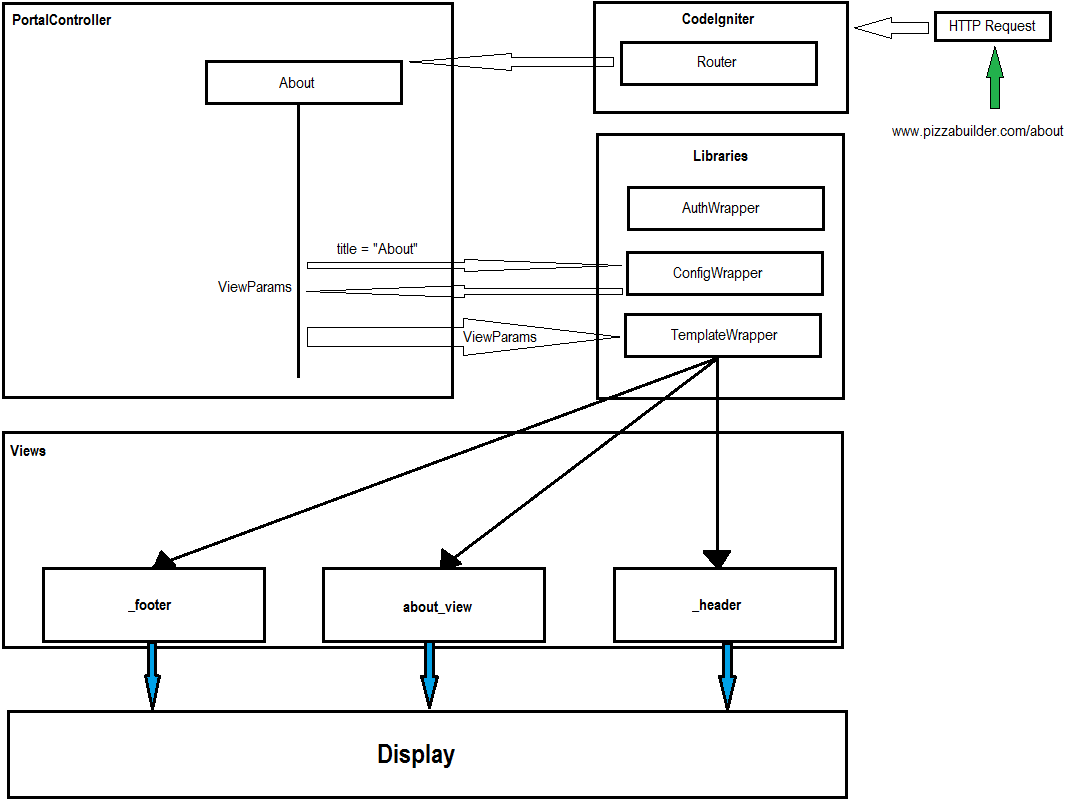 PortalController
CodeIgniter
HTTP Request
Router
About
www.pizzabuilder.com/about
Libraries
AuthWrapper
title = "About"
ConfigWrapper
ViewParams
TemplateWrapper
ViewParams
Views
_footer
about_view
_header
Display